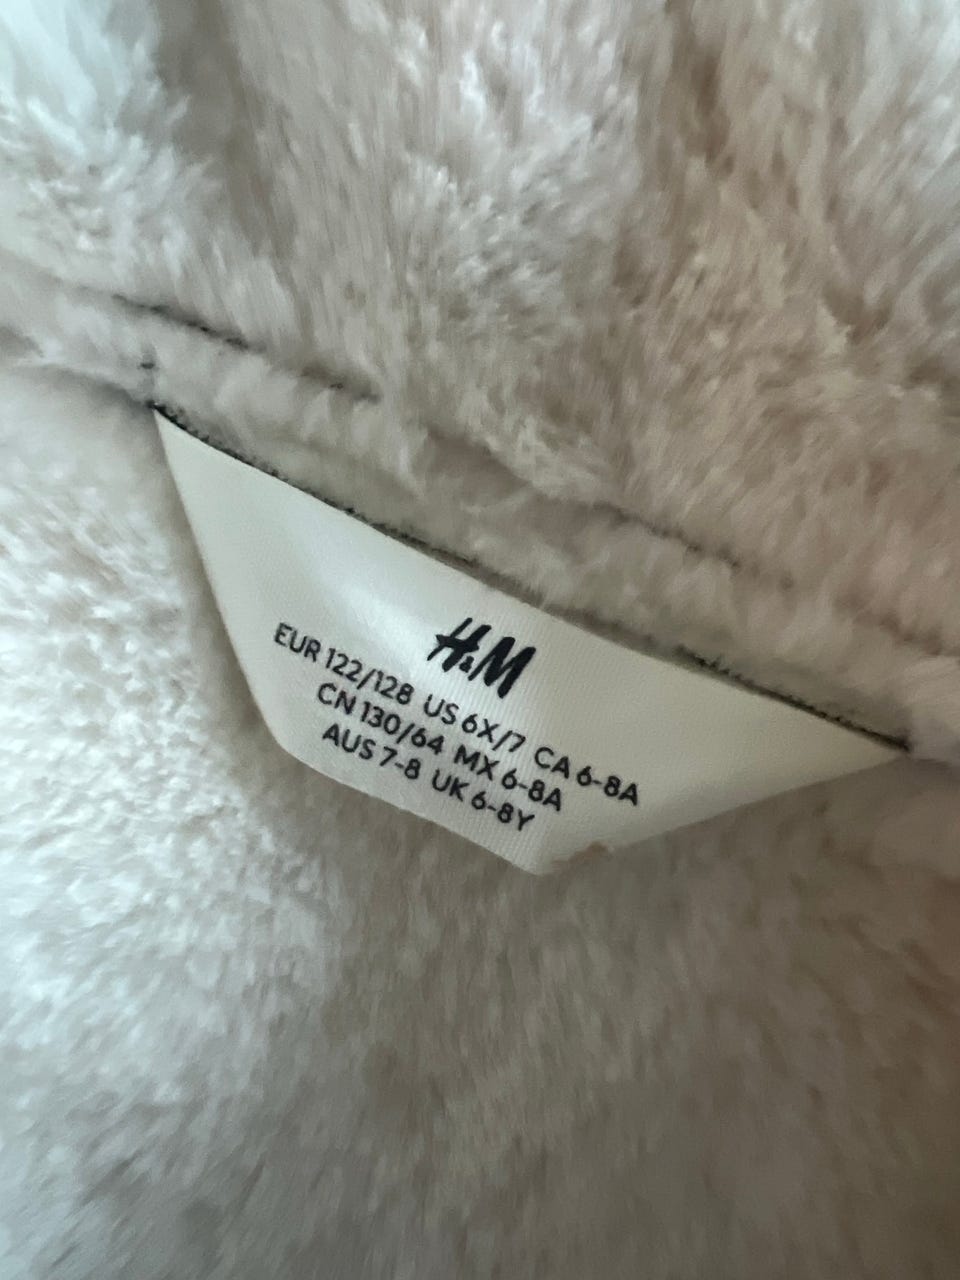 H&M
EUR 122/128 US 6X/7 CA 6-8A
CN 130/64 MX 6-8A
AUS 7-8 UK 6-8Y